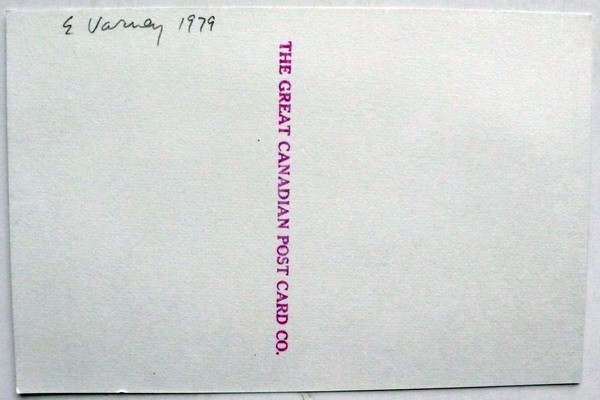 E Varney 1979
THE GREAT CANADIAN POST CARD CO.